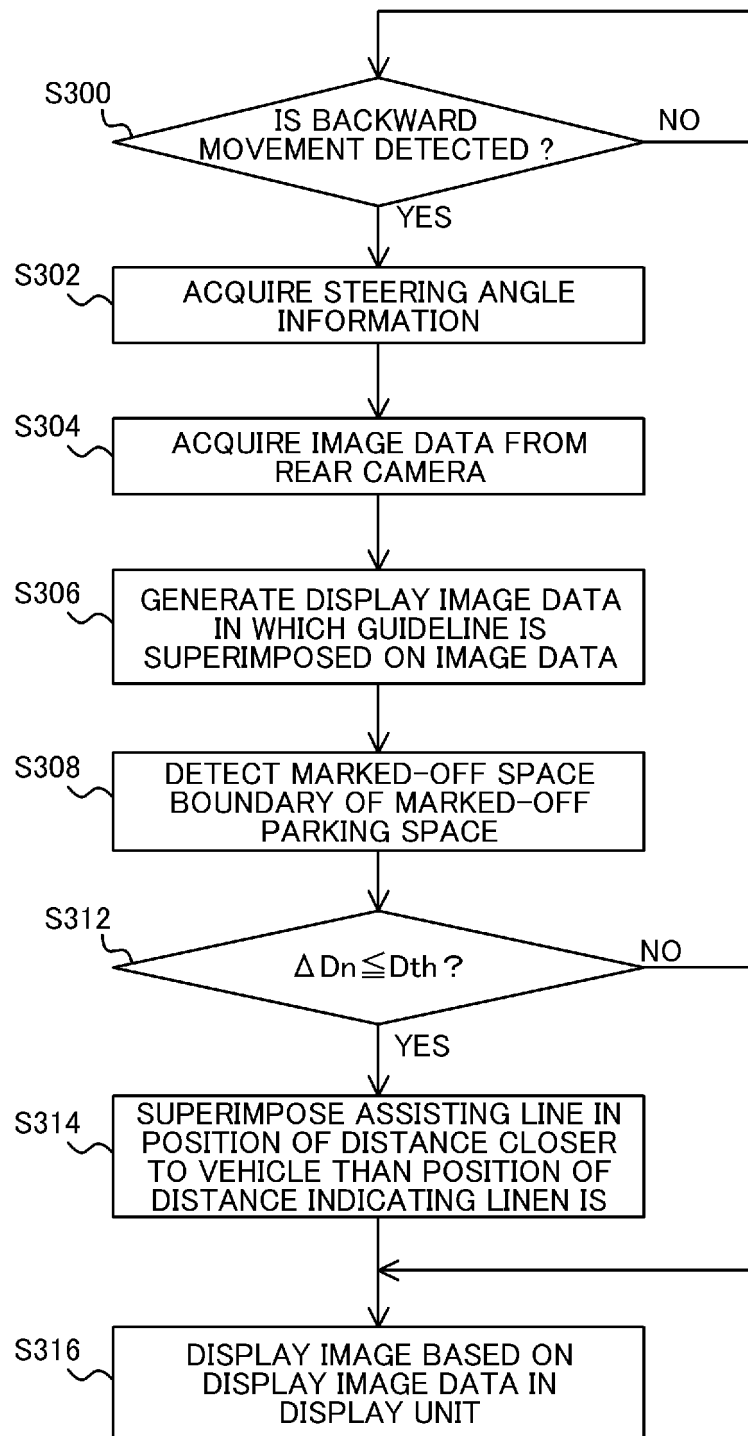 S300
IS BACKWARD
MOVEMENT DETECTED ?
NO
YES
S302
ACQUIRE STEERING ANGLE
INFORMATION
S304
ACQUIRE IMAGE DATA FROM
REAR CAMERA
S306
GENERATE DISPLAY IMAGE DATA
IN WHICH GUIDELINE IS
SUPERIMPOSED ON IMAGE DATA
S308
DETECT MARKED-OFF SPACE
BOUNDARY OF MARKED-OFF
PARKING SPACE
S312
ΔDn≦Dth?
NO
YES
S314
SUPERIMPOSE ASSISTING LINE IN
POSITION OF DISTANCE CLOSER
TO VEHICLE THAN POSITION OF
DISTANCE INDICATING LINEN IS
S316
DISPLAY IMAGE BASED ON
DISPLAY IMAGE DATA IN
DISPLAY UNIT